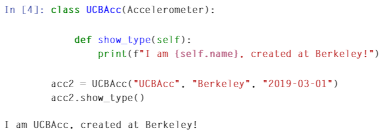 In [4]: class UCBAcc(Accelerometer):
def show_type(self):
print(f"I am {self.name}, created at Berkeley!")
acc2 = UCBAcc("UCBAcc", "Berkeley", "2019-03-01")
acc2.show_type()
I am UCBAcc, created at Berkeley!